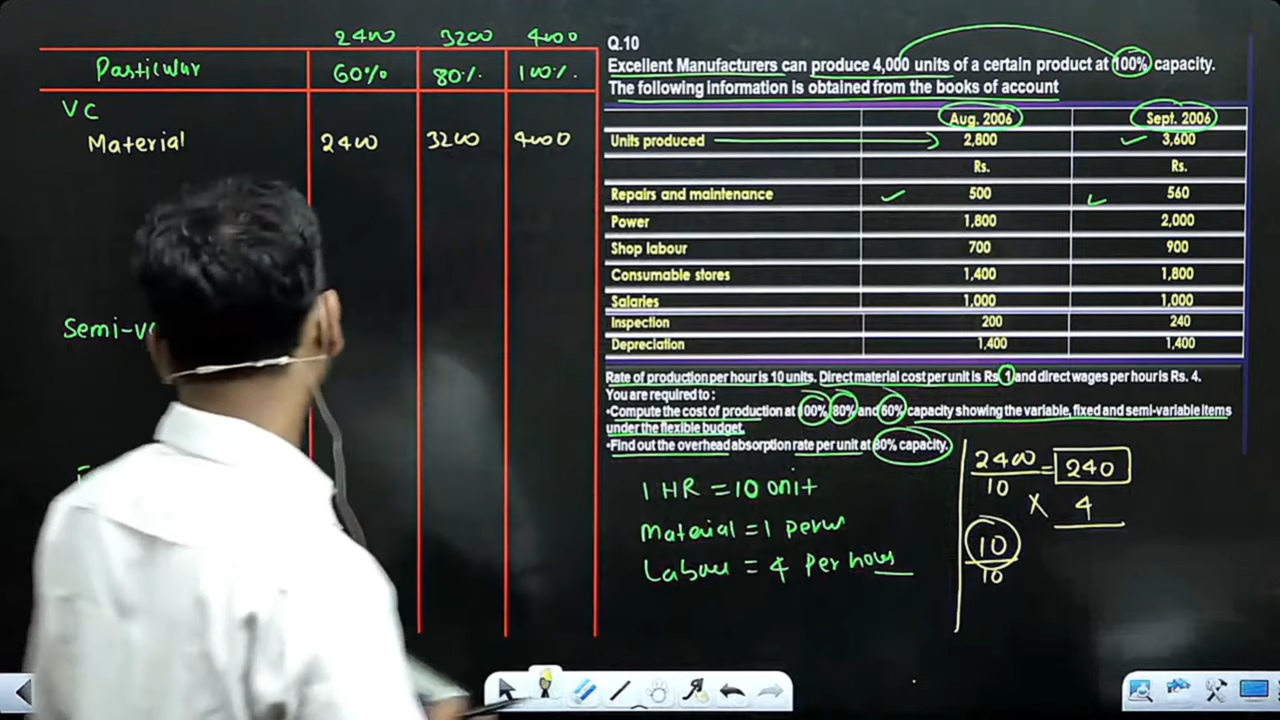 2400 3200 4000
Particular 60% 80% 100%
VC
Material 2400 3200 4000
Semi-v
Q.10
Excellent Manufacturers can produce 4,000 units of a certain product at 100% capacity.
The following information is obtained from the books of account
Aug. 2006 Sept. 2006
Units produced 2,800 3,600
Rs. Rs.
Repairs and maintenance 500 560
Power 1,800 2,000
Shop labour 700 900
Consumable stores 1,400 1,800
Salaries 1,000 1,000
Inspection 200 240
Depreciation 1,400 1,400
Rate of production per hour is 10 units. Direct material cost per unit is Rs 1 and direct wages per hour is Rs. 4.
You are required to :
•Compute the cost of production at 100% 80% and 60% capacity showing the variable, fixed and semi-variable items
under the flexible budget.
•Find out the overhead absorption rate per unit at 80% capacity.
1 HR = 10 unit
Material = 1 per
Labour = 4 Per hours
2400/10 = 240
× 4
10/10